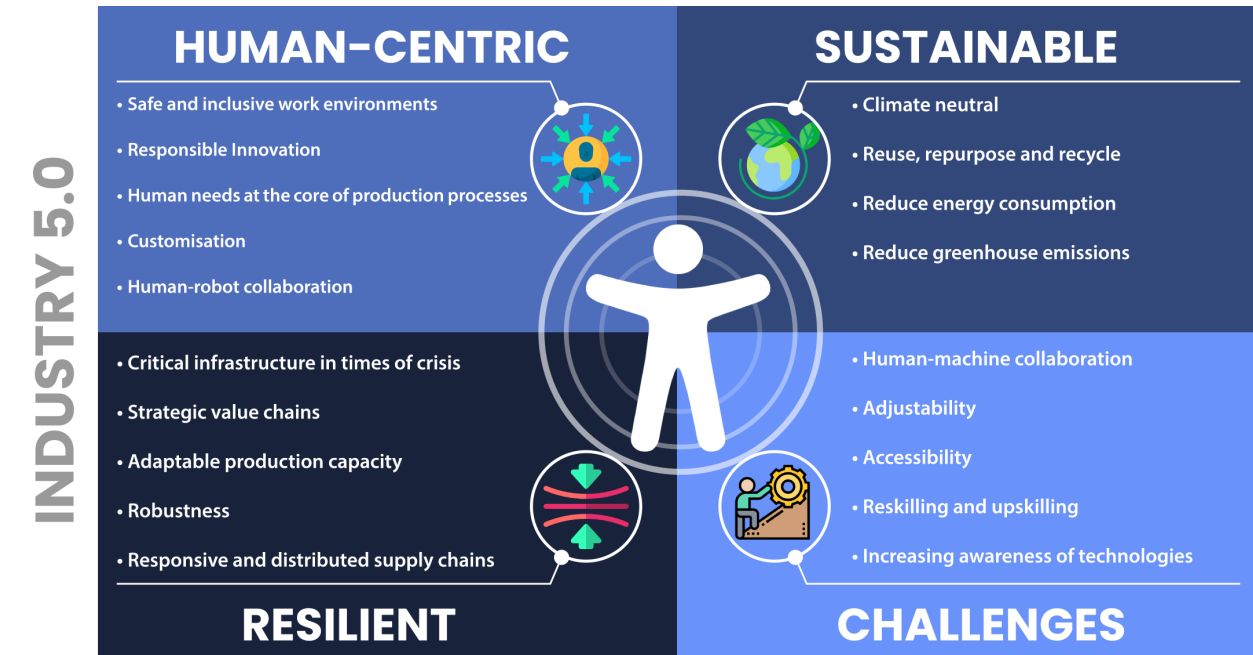 INDUSTRY 5.0
HUMAN-CENTRIC
• Safe and inclusive work environments
• Responsible Innovation
• Human needs at the core of production processes
• Customisation
• Human-robot collaboration
SUSTAINABLE
• Climate neutral
• Reuse, repurpose and recycle
• Reduce energy consumption
• Reduce greenhouse emissions
• Critical infrastructure in times of crisis
• Strategic value chains
• Adaptable production capacity
• Robustness
• Responsive and distributed supply chains
RESILIENT
• Human-machine collaboration
• Adjustability
• Accessibility
• Reskilling and upskilling
• Increasing awareness of technologies
CHALLENGES